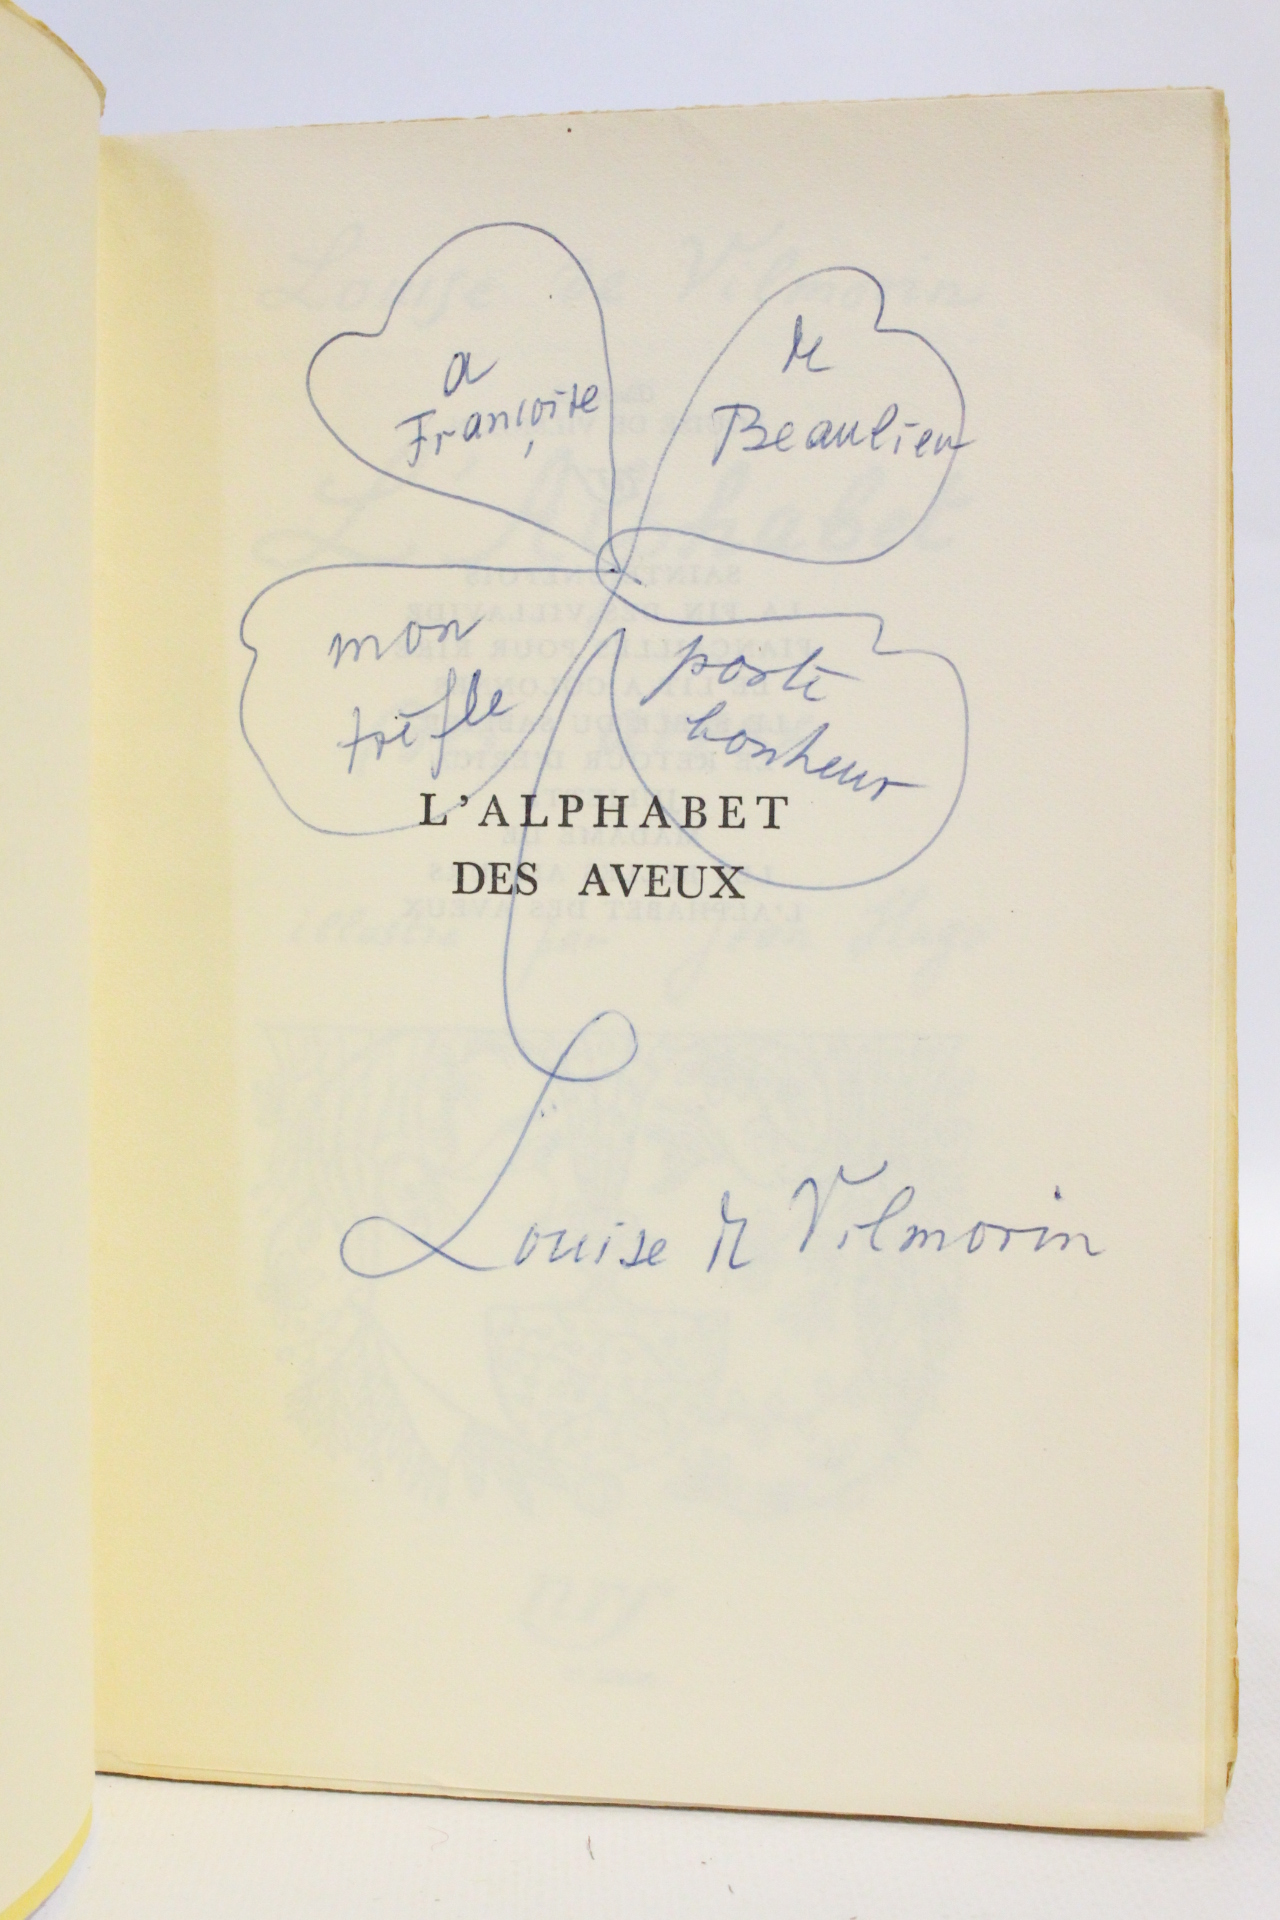 a
Françoise
de
Beaulieu
mon
trèfle
porte
bonheur
L'ALPHABET
DES AVEUX
Louise de Vilmorin